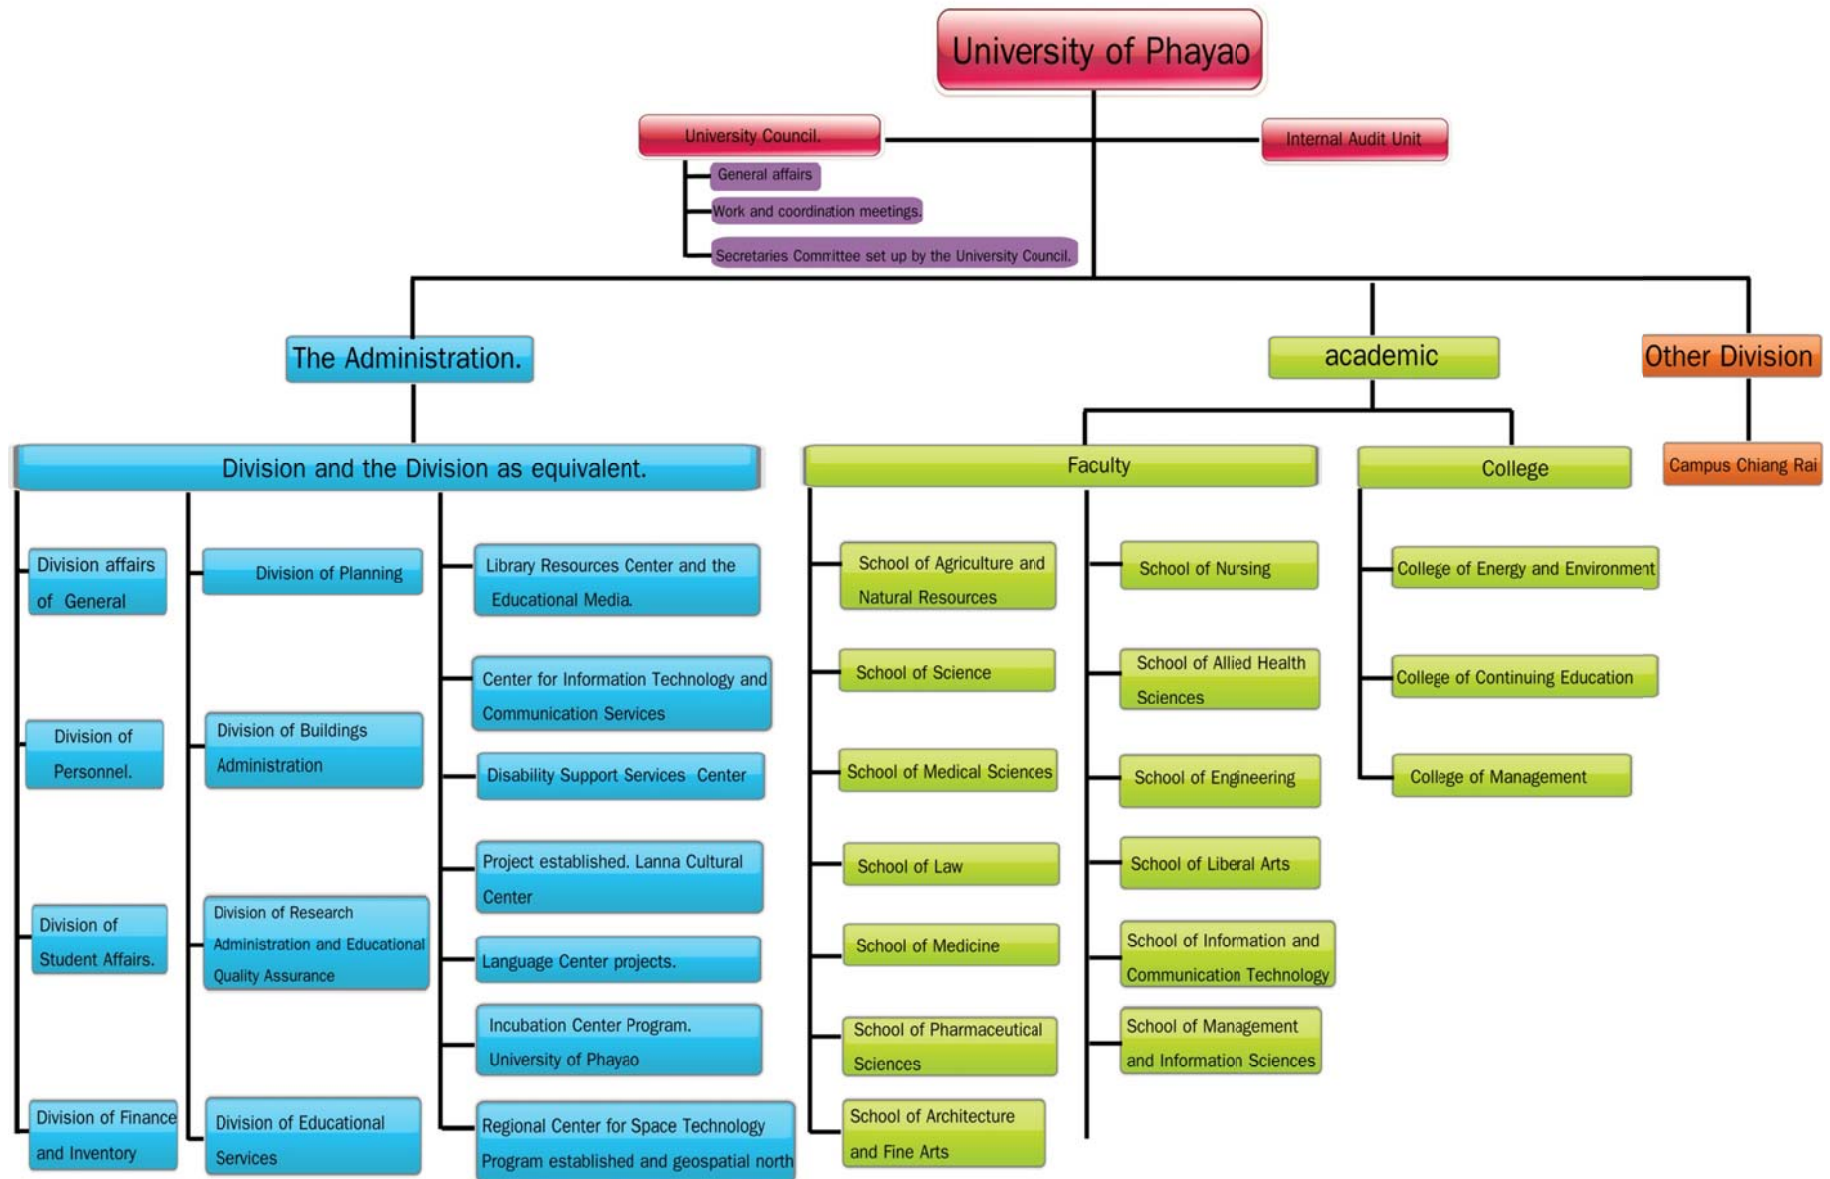 University of Phayao
University Council.
Internal Audit Unit
General affairs
Work and coordination meetings.
Secretaries Committee set up by the University Council.
The Administration.
academic
Other Division
Division and the Division as equivalent.
Faculty
College
Campus Chiang Rai
Division affairs
of General
Division of
Personnel.
Division of
Student Affairs.
Division of Finance
and Inventory
Division of Planning
Division of Buildings
Administration
Division of Research
Administration and Educational
Quality Assurance
Division of Educational
Services
Library Resources Center and the
Educational Media.
Center for Information Technology and
Communication Services
Disability Support Services Center
Project established. Lanna Cultural
Center
Language Center projects.
Incubation Center Program.
University of Phayao
Regional Center for Space Technology
Program established and geospatial north
School of Agriculture and
Natural Resources
School of Science
School of Medical Sciences
School of Law
School of Medicine
School of Pharmaceutical
Sciences
School of Architecture
and Fine Arts
School of Nursing
School of Allied Health
Sciences
School of Engineering
School of Liberal Arts
School of Information and
Communication Technology
School of Management
and Information Sciences
College of Energy and Environment
College of Continuing Education
College of Management